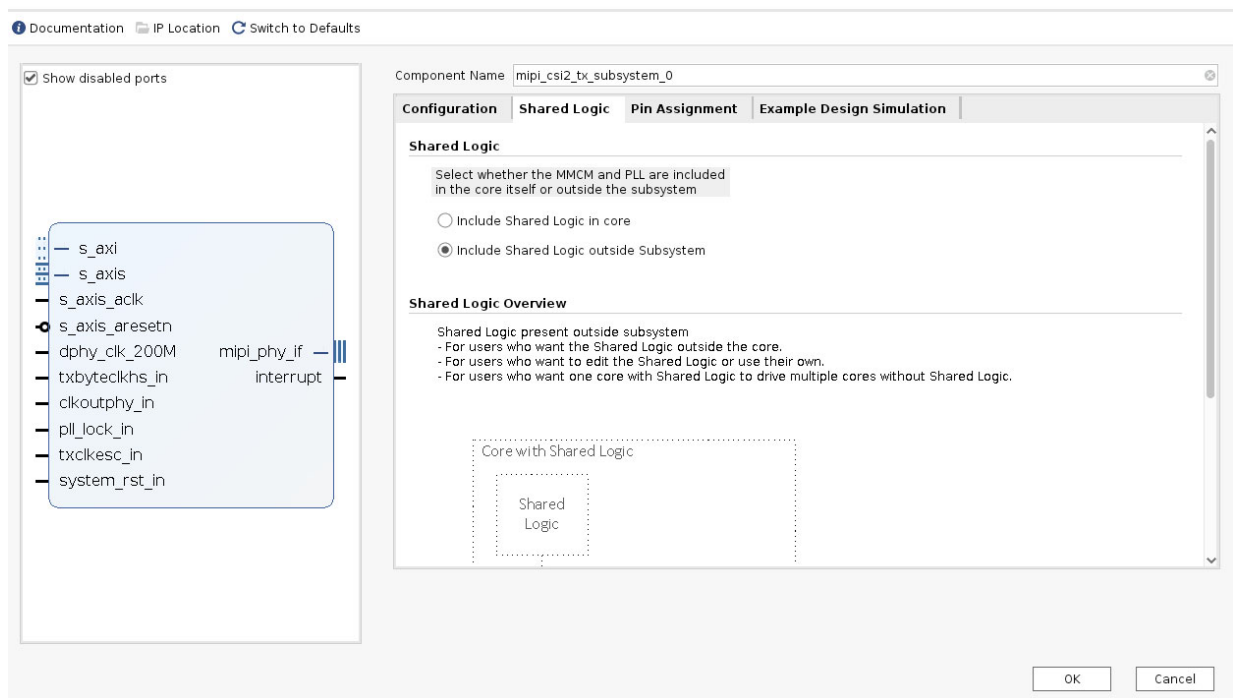 Documentation IP Location Switch to Defaults
Show disabled ports
s_axi
s_axis
s_axis_aclk
s_axis_aresetn
dphy_clk_200M mipi_phy_if
txbyteclkhs_in interrupt
clkoutphy_in
pll_lock_in
txclkesc_in
system_rst_in
Component Name mipi_csi2_tx_subsystem_0
Configuration Shared Logic Pin Assignment Example Design Simulation
Shared Logic
Select whether the MMCM and PLL are included
in the core itself or outside the subsystem
Include Shared Logic in core
Include Shared Logic outside Subsystem
Shared Logic Overview
Shared Logic present outside subsystem
- For users who want the Shared Logic outside the core.
- For users who want to edit the Shared Logic or use their own.
- For users who want one core with Shared Logic to drive multiple cores without Shared Logic.
Core with Shared Logic
Shared
Logic
OK Cancel